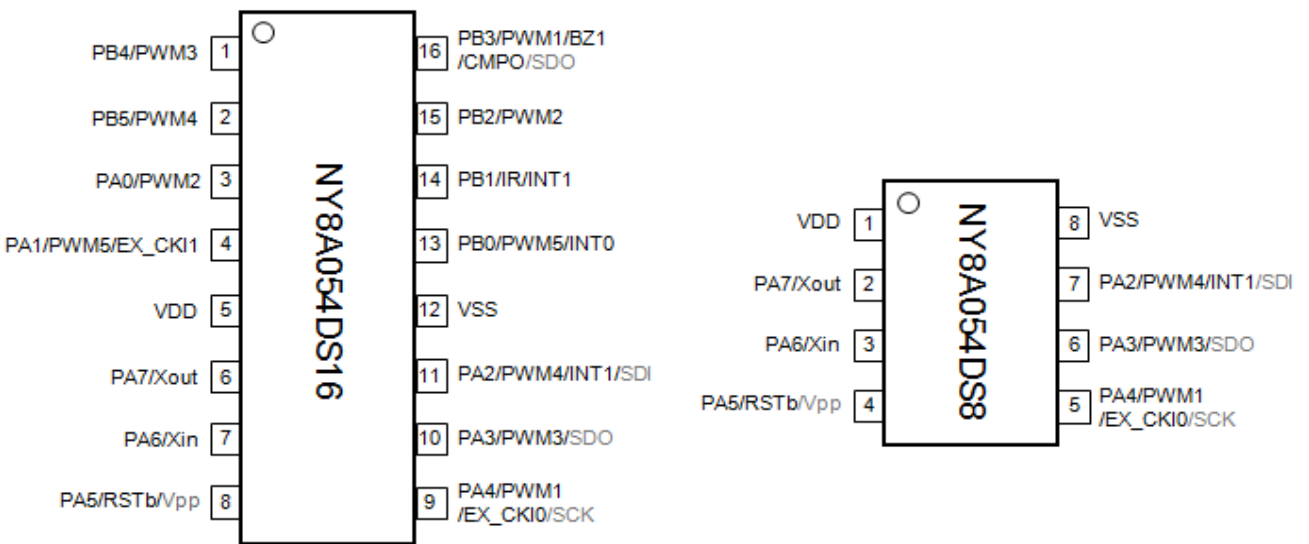 PB4/PWM3 1
PB5/PWM4 2
PA0/PWM2 3
PA1/PWM5/EX_CKI1 4
VDD 5
PA7/Xout 6
PA6/Xin 7
PA5/RSTb/Vpp 8
NY8A054DS16
16 PB3/PWM1/BZ1
/CMPO/SDO
15 PB2/PWM2
14 PB1/IR/INT1
13 PB0/PWM5/INT0
12 VSS
11 PA2/PWM4/INT1/SDI
10 PA3/PWM3/SDO
9 PA4/PWM1
/EX_CKI0/SCK
VDD 1
PA7/Xout 2
PA6/Xin 3
PA5/RSTb/Vpp 4
NY8A054DS8
8 VSS
7 PA2/PWM4/INT1/SDI
6 PA3/PWM3/SDO
5 PA4/PWM1
/EX_CKI0/SCK